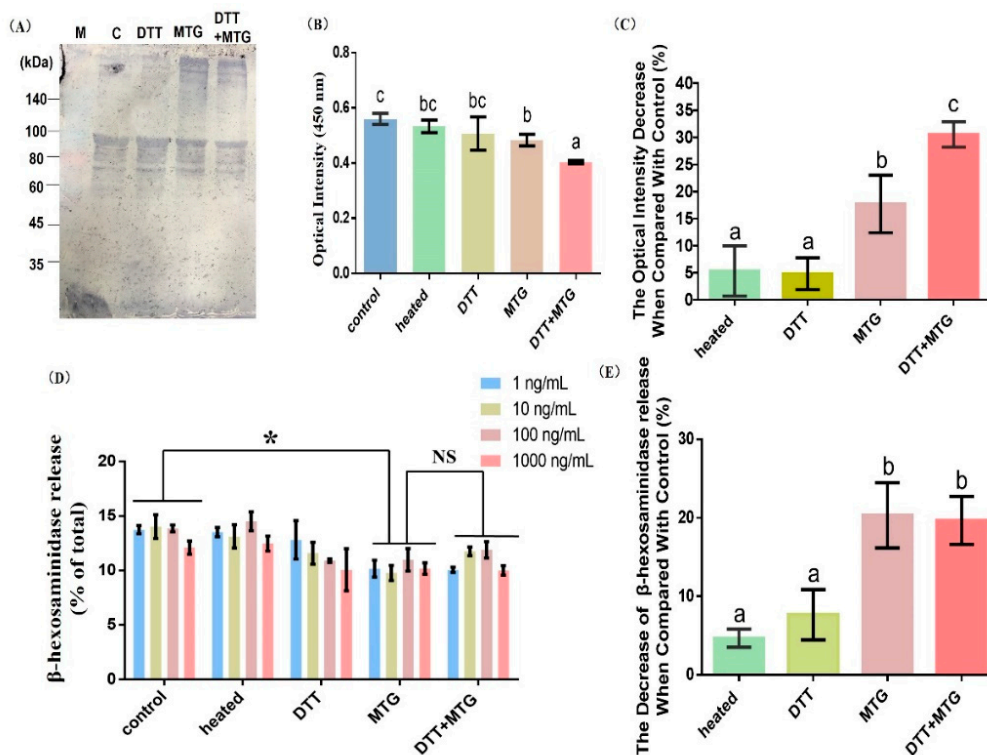 (A)
M C DTT MTG DTT
+MTG
(kDa)
140
100
80
60
45
35
(B)
Optical Intensity (450 nm)
0.8
0.6
0.4
0.2
0.0
c
bc
bc
b
a
control
heated
DTT
MTG
DTT+MTG
(C)
The Optical Intensity Decrease
When Compared With Control (%)
40
35
30
25
20
15
10
5
0
a
a
b
c
heated
DTT
MTG
DTT+MTG
(D)
β-hexosaminidase release
(% of total)
20
15
10
5
0
*
NS
1 ng/mL
10 ng/mL
100 ng/mL
1000 ng/mL
control
heated
DTT
MTG
DTT+MTG
(E)
The Decrease of β-hexosaminidase release
When Compared With Control (%)
30
20
10
0
a
a
b
b
heated
DTT
MTG
DTT+MTG